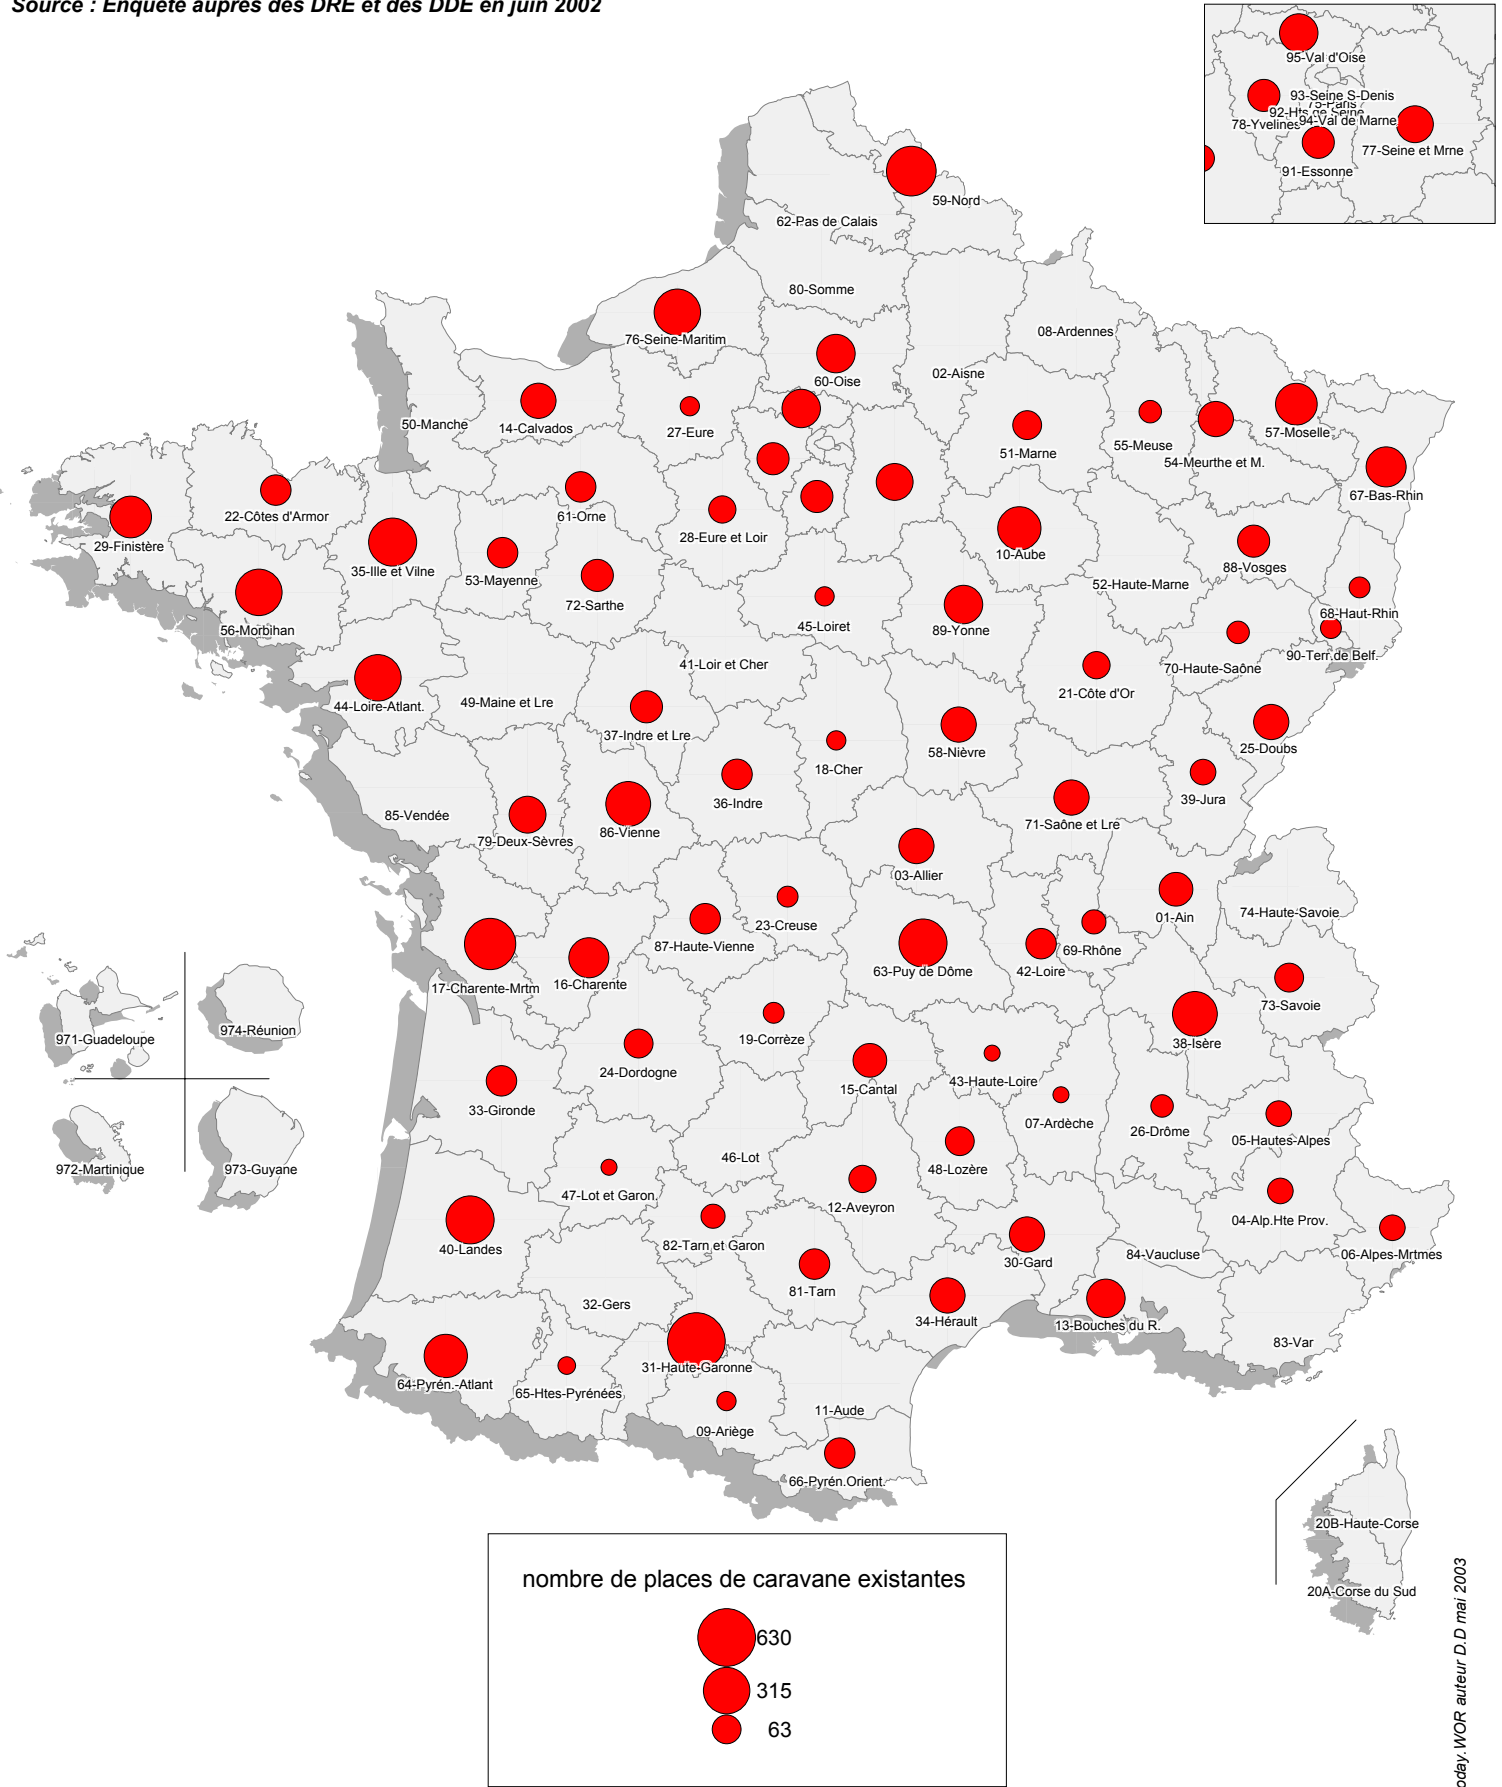 Source : Enquête auprès des DRE et des DDE en juin 2002
95-Val d'Oise
93-Seine S-Denis
75-Paris
92-Hts de Seine
78-Yvelines
94-Val de Marne
77-Seine et Mrne
91-Essonne
59-Nord
62-Pas de Calais
80-Somme
76-Seine-Maritim
08-Ardennes
02-Aisne
60-Oise
50-Manche
14-Calvados
27-Eure
51-Marne
55-Meuse
54-Meurthe et M.
57-Moselle
67-Bas-Rhin
22-Côtes d'Armor
61-Orne
28-Eure et Loir
29-Finistère
35-Ille et Vilne
53-Mayenne
10-Aube
88-Vosges
52-Haute-Marne
72-Sarthe
68-Haut-Rhin
56-Morbihan
45-Loiret
89-Yonne
90-Terr.de Belf.
70-Haute-Saône
41-Loir et Cher
21-Côte d'Or
49-Maine et Lre
44-Loire-Atlant.
37-Indre et Lre
58-Nièvre
25-Doubs
18-Cher
39-Jura
36-Indre
85-Vendée
71-Saône et Lre
86-Vienne
79-Deux-Sèvres
03-Allier
74-Haute-Savoie
01-Ain
23-Creuse
87-Haute-Vienne
69-Rhône
63-Puy de Dôme
42-Loire
17-Charente-Mrtm
16-Charente
73-Savoie
974-Réunion
971-Guadeloupe
19-Corrèze
38-Isère
24-Dordogne
43-Haute-Loire
15-Cantal
33-Gironde
07-Ardèche
26-Drôme
05-Hautes-Alpes
46-Lot
48-Lozère
972-Martinique
973-Guyane
47-Lot et Garon.
12-Aveyron
04-Alp.Hte Prov.
40-Landes
82-Tarn et Garon
84-Vaucluse
06-Alpes-Mrtmes
30-Gard
81-Tarn
32-Gers
34-Hérault
13-Bouches du R.
83-Var
31-Haute-Garonne
64-Pyrén.-Atlant
65-Htes-Pyrénées
11-Aude
09-Ariège
66-Pyrén.Orient.
20B-Haute-Corse
20A-Corse du Sud
nombre de places de caravane existantes
630
315
63
oday.WOR auteur D.D mai 2003